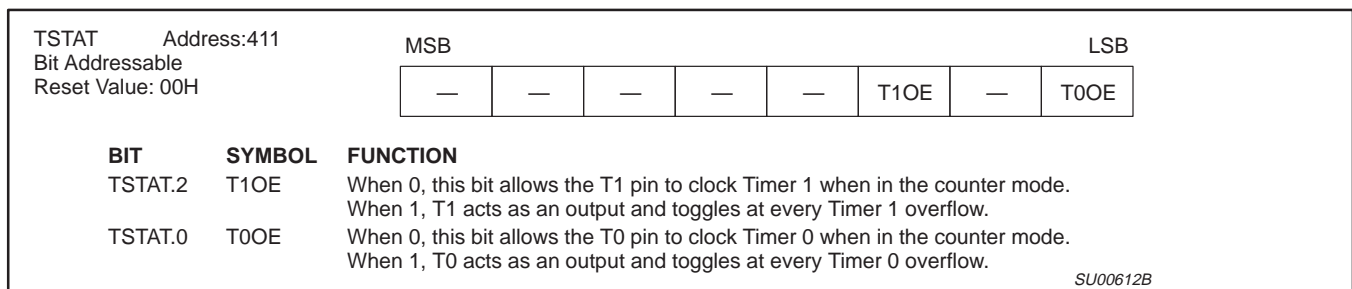 TSTAT Address:411
Bit Addressable
Reset Value: 00H
MSB LSB
— — — — — T1OE — T0OE
BIT SYMBOL FUNCTION
TSTAT.2 T1OE When 0, this bit allows the T1 pin to clock Timer 1 when in the counter mode.
When 1, T1 acts as an output and toggles at every Timer 1 overflow.
TSTAT.0 T0OE When 0, this bit allows the T0 pin to clock Timer 0 when in the counter mode.
When 1, T0 acts as an output and toggles at every Timer 0 overflow.
SU00612B